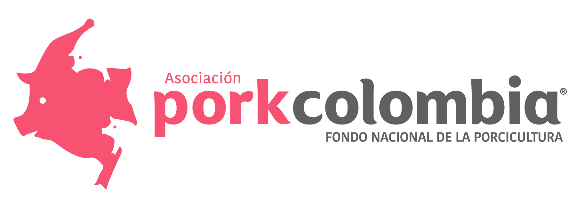 Asociación
porkcolombia®
FONDO NACIONAL DE LA PORCICULTURA